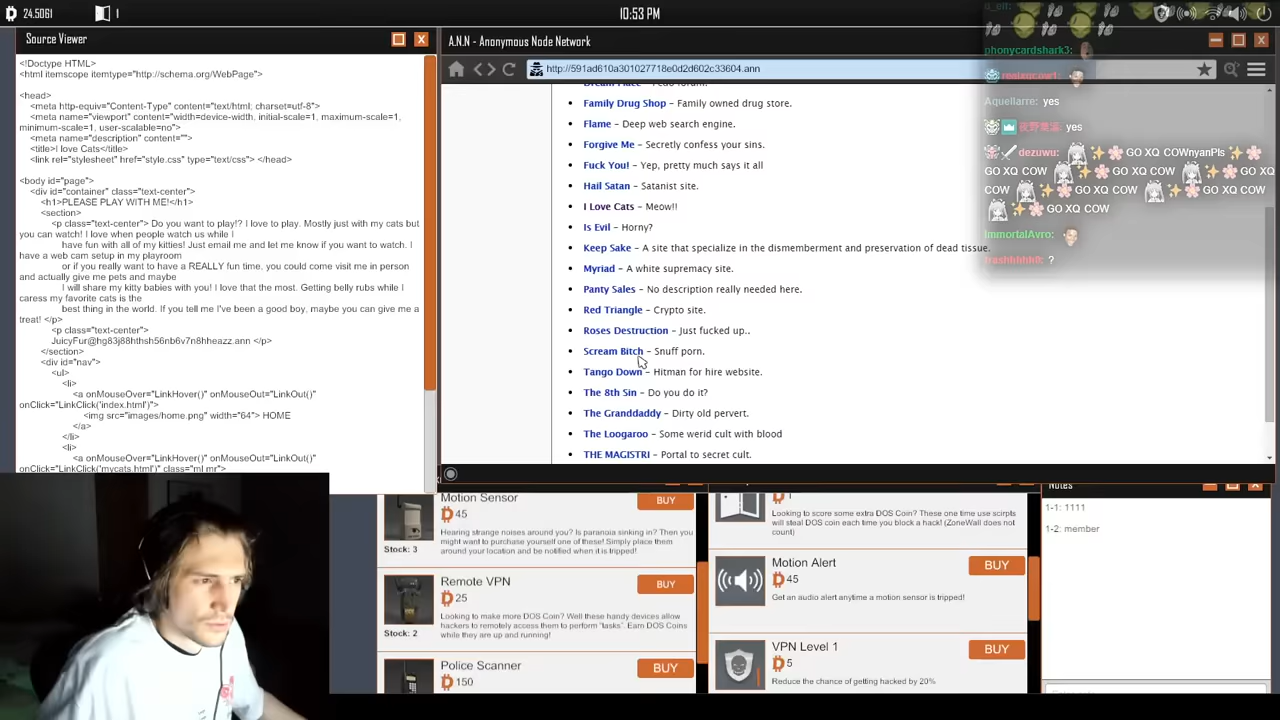 24.5061
1
10:53 PM
Source Viewer
<!Doctype HTML>
<html itemscope itemtype="http://schema.org/WebPage">
<head>
<meta http-equiv="Content-Type" content="text/html; charset=utf-8">
<meta name="viewport" content="width=device-width, initial-scale=1, maximum-scale=1,
minimum-scale=1, user-scalable=no">
<meta name="description" content="">
<title>I love Cats</title>
<link rel="stylesheet" href="style.css" type="text/css"> </head>
<body id="page">
<div id="container" class="text-center">
<h1>PLEASE PLAY WITH ME!</h1>
<section>
<p class="text-center"> Do you want to play!? I love to play. Mostly just with my cats but
you can watch! I love when people watch us while I
have fun with all of my kitties! Just email me and let me know if you want to watch. I
have a web cam setup in my playroom
or if you really want to have a REALLY fun time, you could come visit me in person
and actually give me pets and maybe
I will share my kitty babies with you! I love that the most. Getting belly rubs while I
caress my favorite cats is the
best thing in the world. If you tell me I've been a good boy, maybe you can give me a
treat! </p>
<p class="text-center">
JuicyFur@hg83j88hthsh56nb6v7n8hheazz.ann </p>
</section>
<div id="nav">
<ul>
<li>
<a onMouseOver="LinkHover()" onMouseOut="LinkOut()"
onClick="LinkClick('index.html')">
<img src="images/home.png" width="64"> HOME
</a>
</li>
<li>
<a onMouseOver="LinkHover()" onMouseOut="LinkOut()"
onClick="LinkClick('mycats.html')" class="ml mr">
A.N.N - Anonymous Node Network
http://591ad610a301027718e0d2d602c33604.ann
Family Drug Shop - Family owned drug store.
Flame - Deep web search engine.
Forgive Me - Secretly confess your sins.
Fuck You! - Yep, pretty much says it all
Hail Satan - Satanist site.
I Love Cats - Meow!!
Is Evil - Horny?
Keep Sake - A site that specialize in the dismemberment and preservation of dead tissue.
Myriad - A white supremacy site.
Panty Sales - No description really needed here.
Red Triangle - Crypto site.
Roses Destruction - Just fucked up..
Scream Bitch - Snuff porn.
Tango Down - Hitman for hire website.
The 8th Sin - Do you do it?
The Granddaddy - Dirty old pervert.
The Loogaroo - Some werid cult with blood
THE MAGISTRI - Portal to secret cult.
phonycardshark3:
Aquellarre: yes
yes
dezuwu: GO XQ COWnyanPls
GO XQ COW GO XQ COW GO XQ
COW GO XQ COW GO XQ COW
GO XQ COW
ImmortalAvro:
?
Motion Sensor
45
BUY
Hearing strange noises around you? Is paranoia sinking in? Then you
might want to purchase yourself one of these! Simply place them
around your location and be notified when it is tripped!
Stock: 3
Remote VPN
25
BUY
Looking to make more DOS Coin? Well these handy devices allow
hackers to remotely access them to perform "tasks". Earn DOS Coins
while they are up and running!
Stock: 2
Police Scanner
150
BUY
1
Looking to score some extra DOS Coin? These one time use scirpts
will steal DOS coin each time you block a hack! (ZoneWall does not
count)
Motion Alert
45
BUY
Get an audio alert anytime a motion sensor is tripped!
VPN Level 1
5
BUY
Reduce the chance of getting hacked by 20%
Notes
1-1: 1111
1-2: member